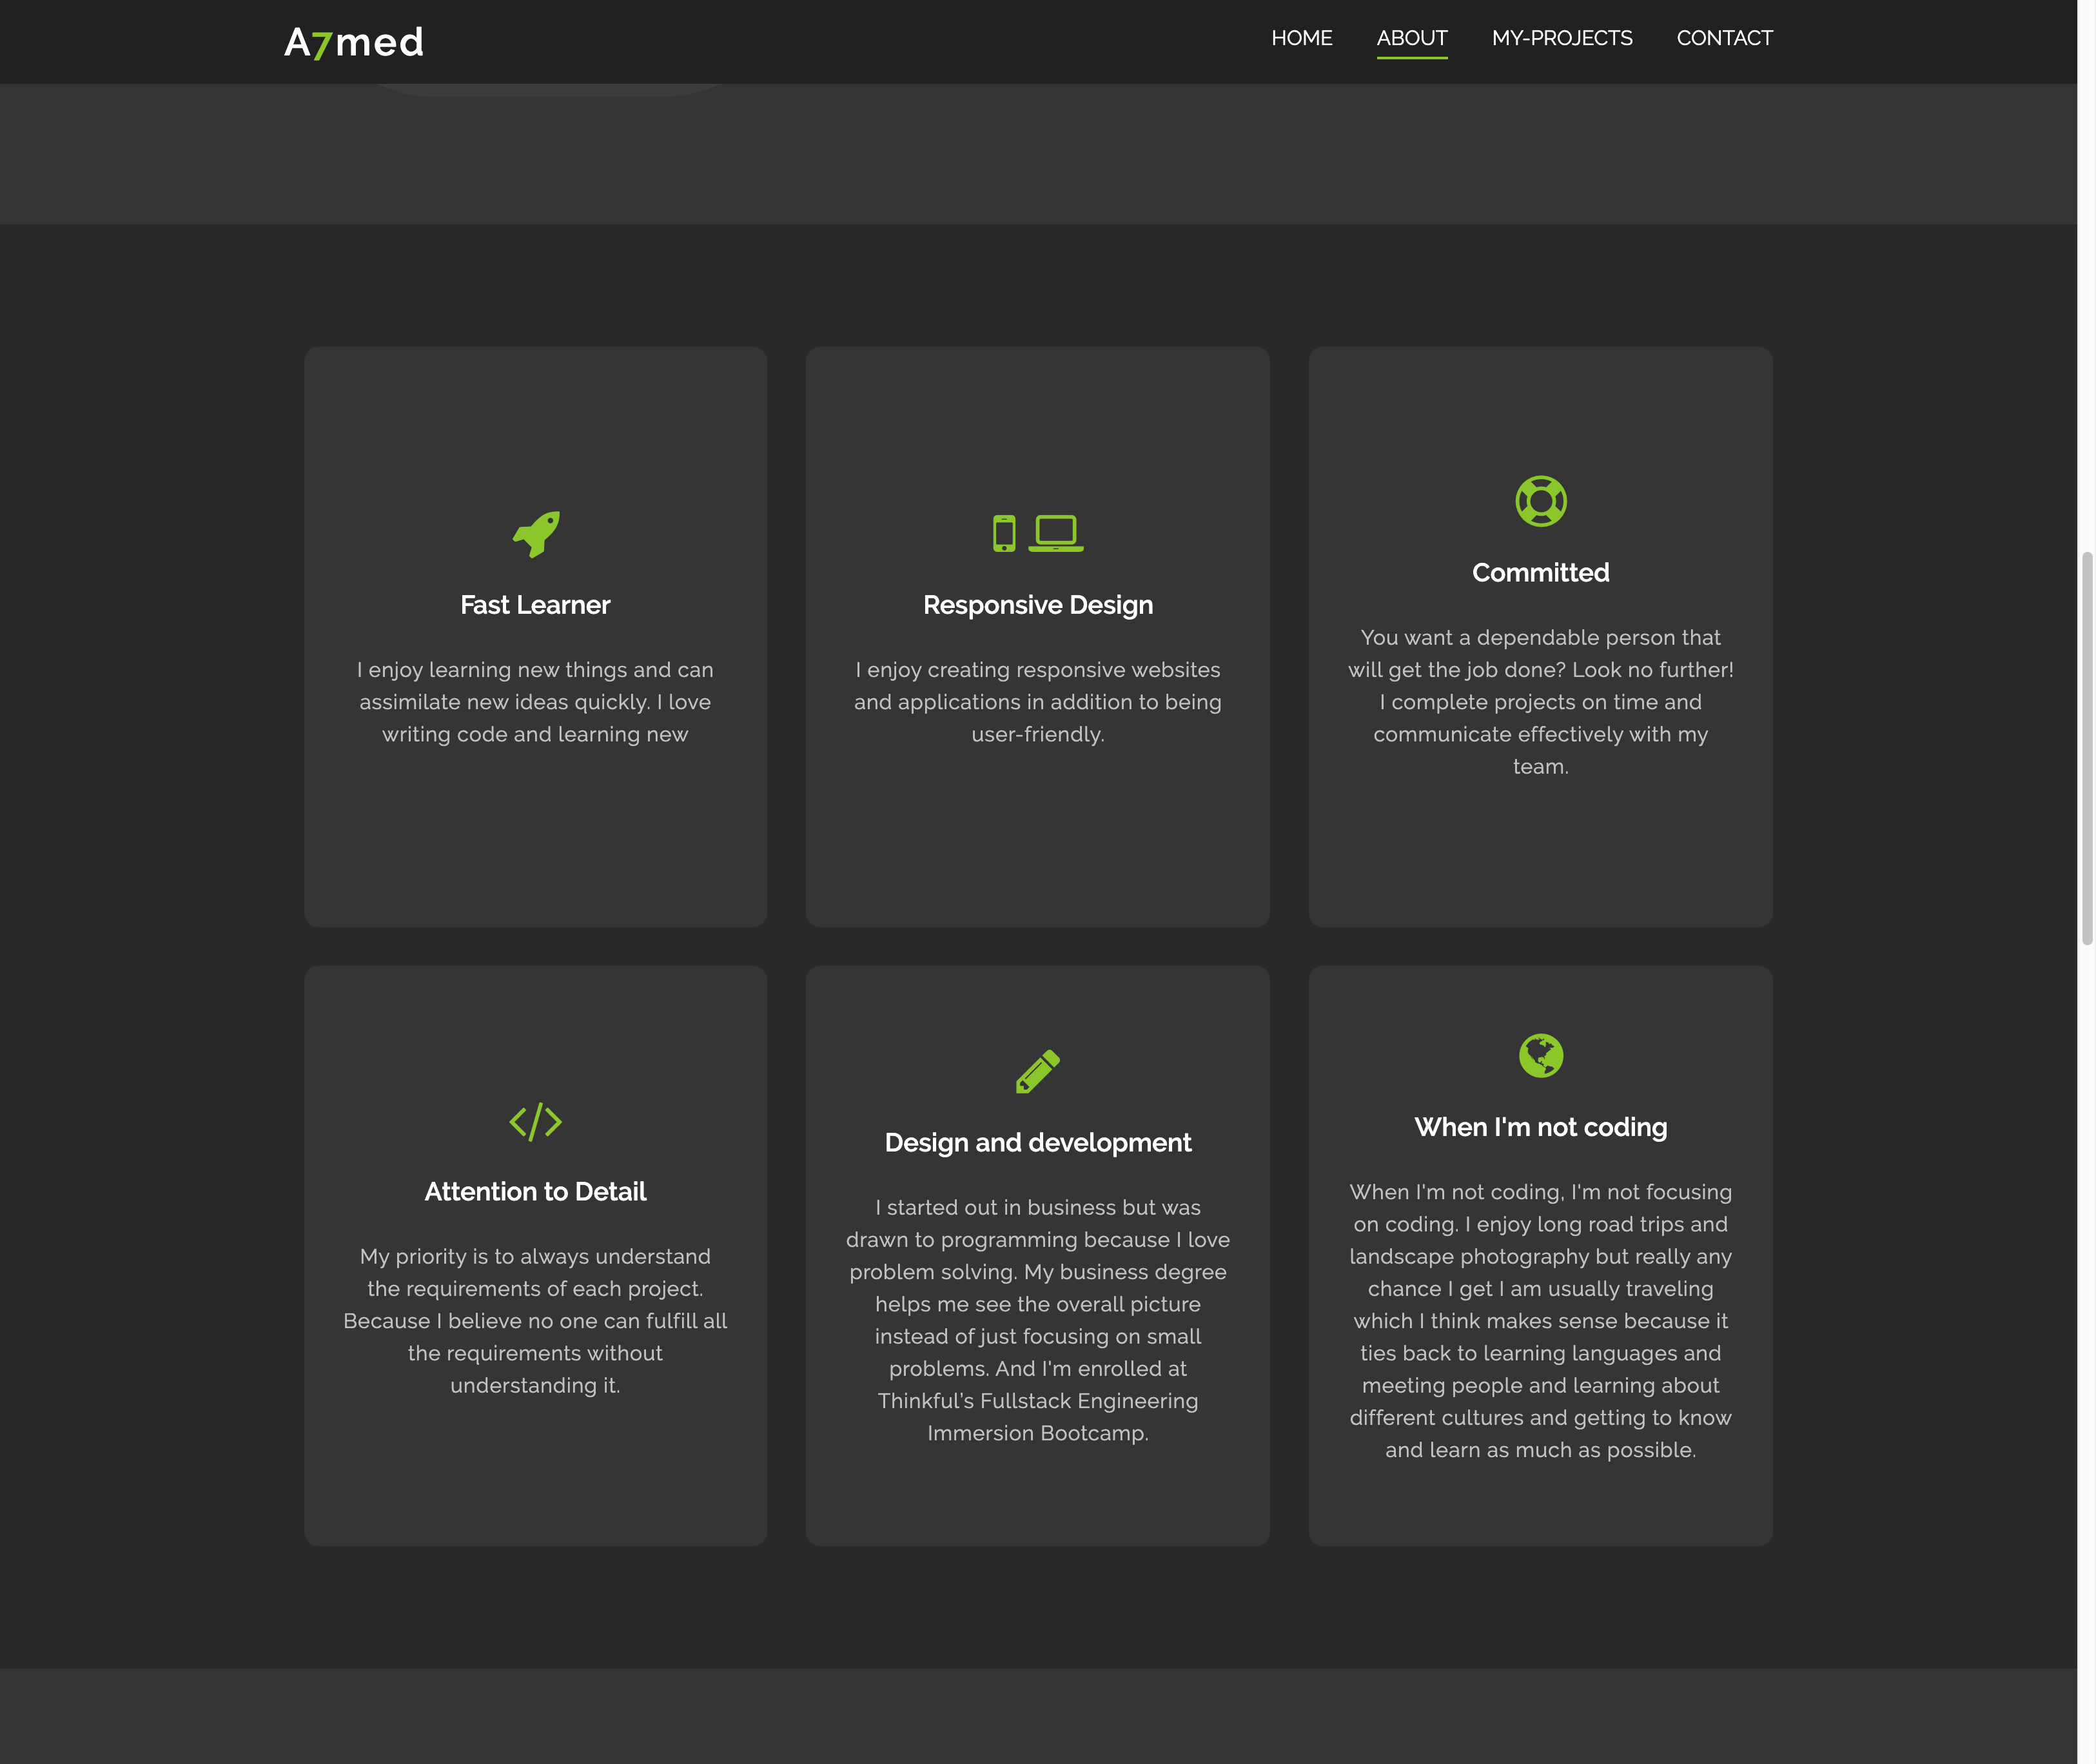 A7med
HOME ABOUT MY-PROJECTS CONTACT
Fast Learner
I enjoy learning new things and can
assimilate new ideas quickly. I love
writing code and learning new
Responsive Design
I enjoy creating responsive websites
and applications in addition to being
user-friendly.
Committed
You want a dependable person that
will get the job done? Look no further!
I complete projects on time and
communicate effectively with my
team.
Attention to Detail
My priority is to always understand
the requirements of each project.
Because I believe no one can fulfill all
the requirements without
understanding it.
Design and development
I started out in business but was
drawn to programming because I love
problem solving. My business degree
helps me see the overall picture
instead of just focusing on small
problems. And I'm enrolled at
Thinkful's Fullstack Engineering
Immersion Bootcamp.
When I'm not coding
When I'm not coding, I'm not focusing
on coding. I enjoy long road trips and
landscape photography but really any
chance I get I am usually traveling
which I think makes sense because it
ties back to learning languages and
meeting people and learning about
different cultures and getting to know
and learn as much as possible.